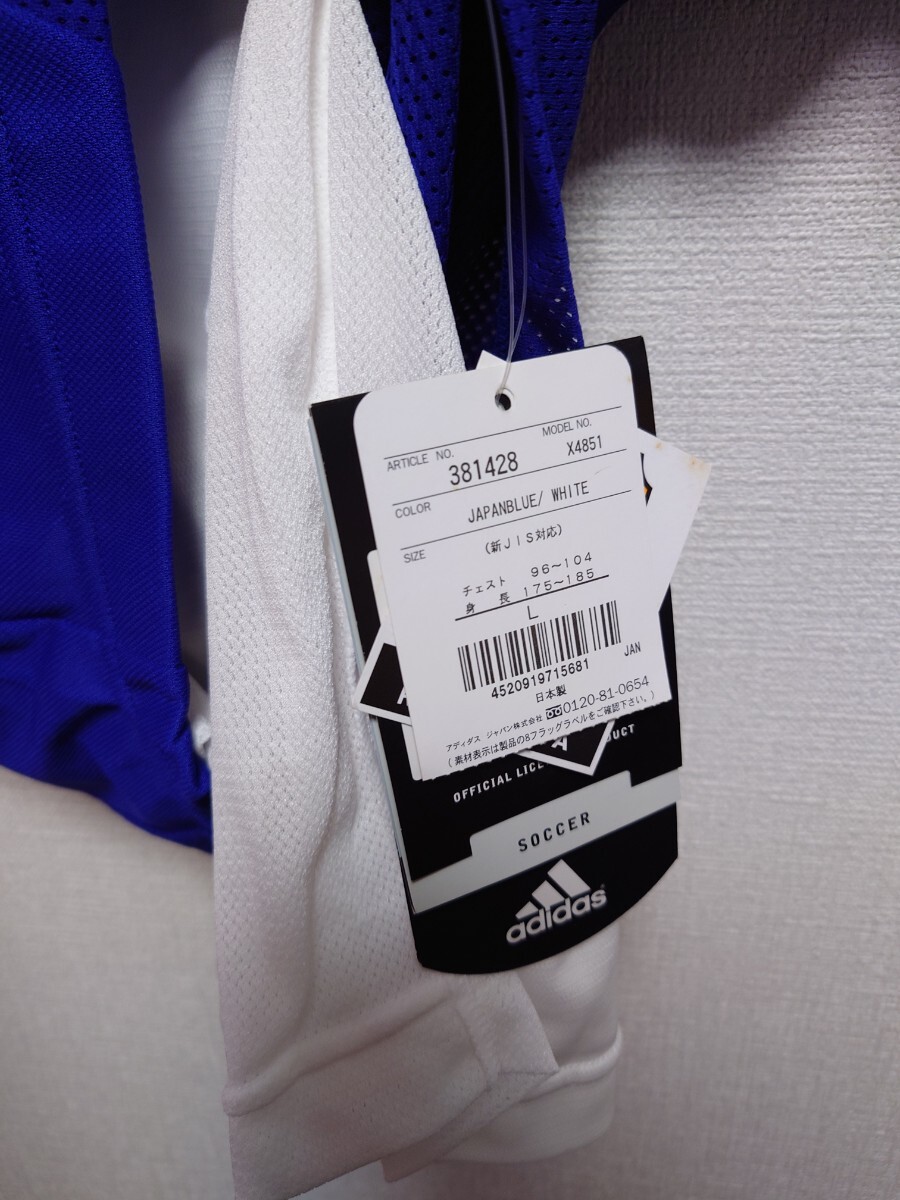 ARTICLE NO. MODEL NO.
381428 X4851
COLOR JAPANBLUE/ WHITE
SIZE (新JIS対応)
チェスト 96~104
身 長 175~185
L
4520919715681 JAN
日本製
アディダス ジャパン株式会社 0120-81-0654
(素材表示は製品の8フラッグラベルをご確認下さい。)
OFFICIAL
SOCCER
adidas